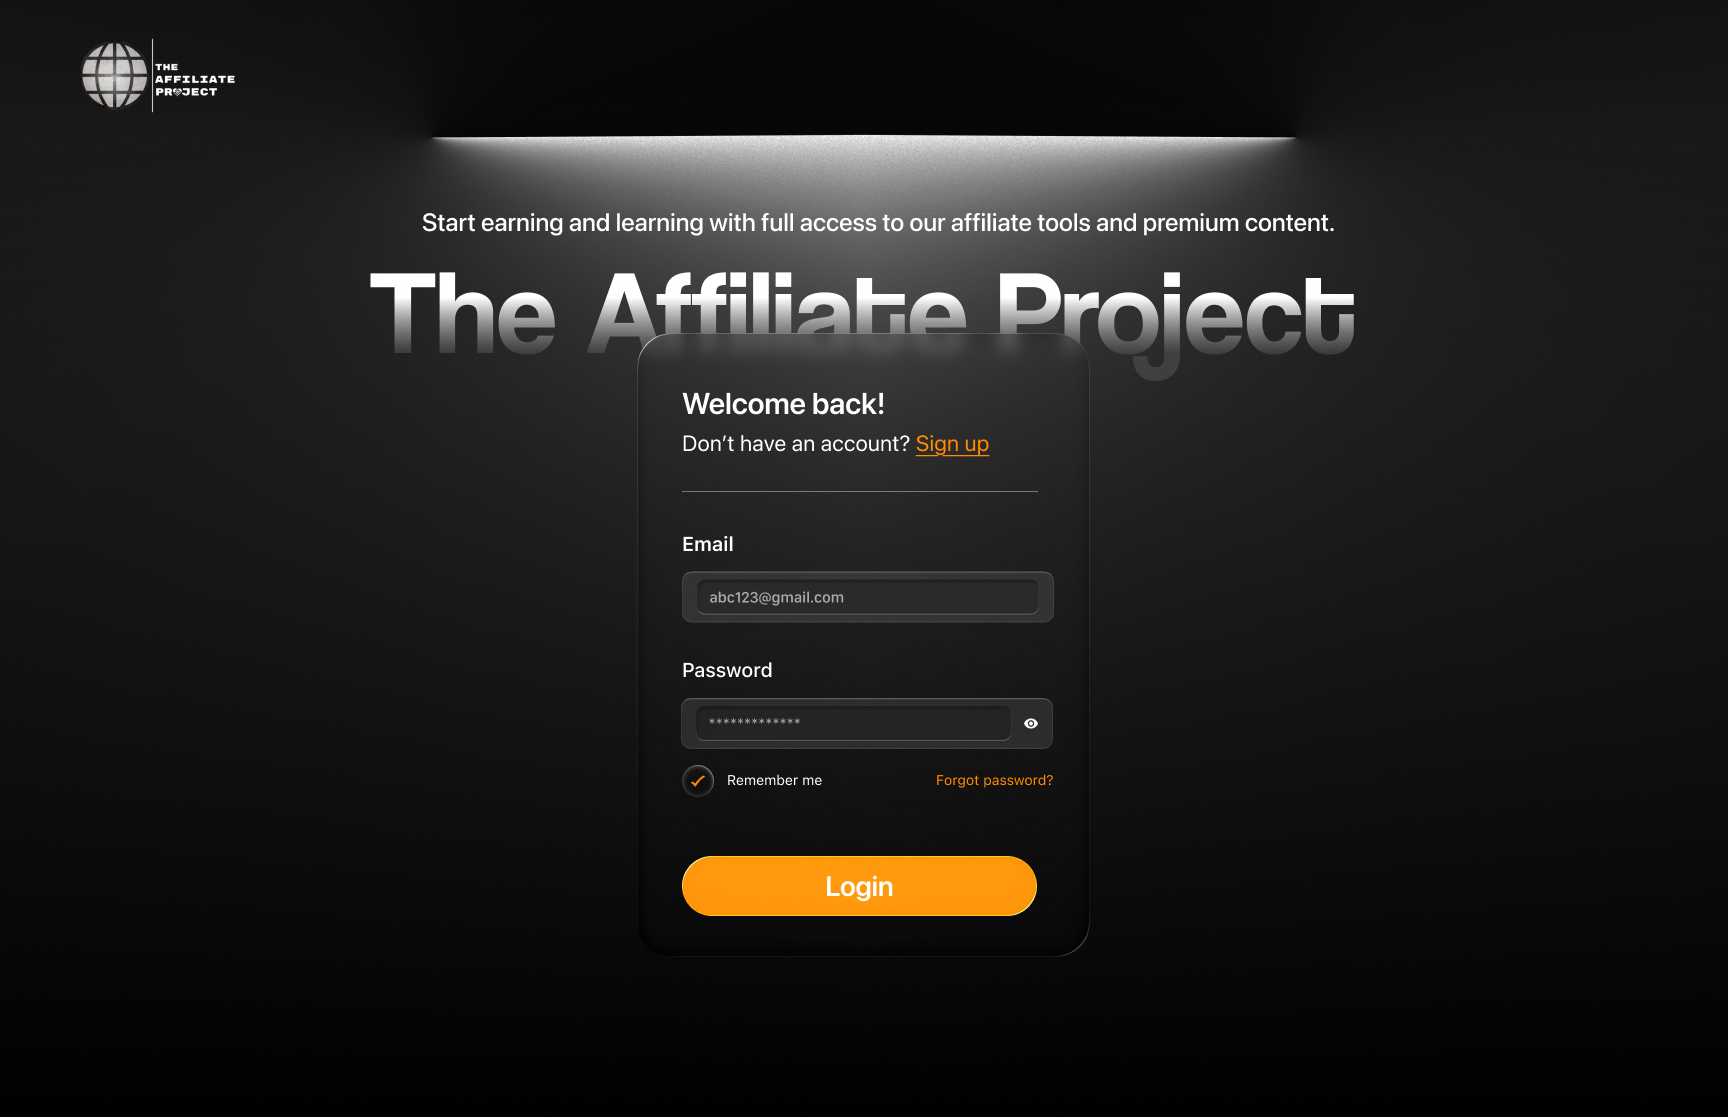 THE
AFFILIATE
PROJECT
Start earning and learning with full access to our affiliate tools and premium content.
The Affiliate Project
Welcome back!
Don’t have an account? Sign up
Email
abc123@gmail.com
Password
*************
Remember me
Forgot password?
Login